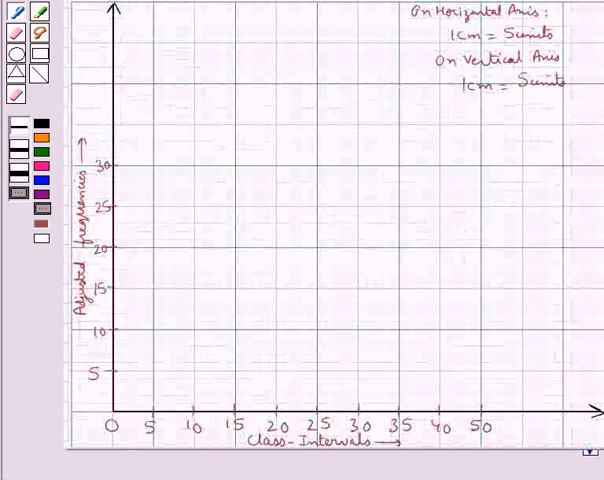 On Horizontal Axis :
1cm = 5units
On Vertical Axis
1cm = 5units
Adjusted frequencies →
30
25
20
15
10
5
0 5 10 15 20 25 30 35 40 50
Class-Intervals →